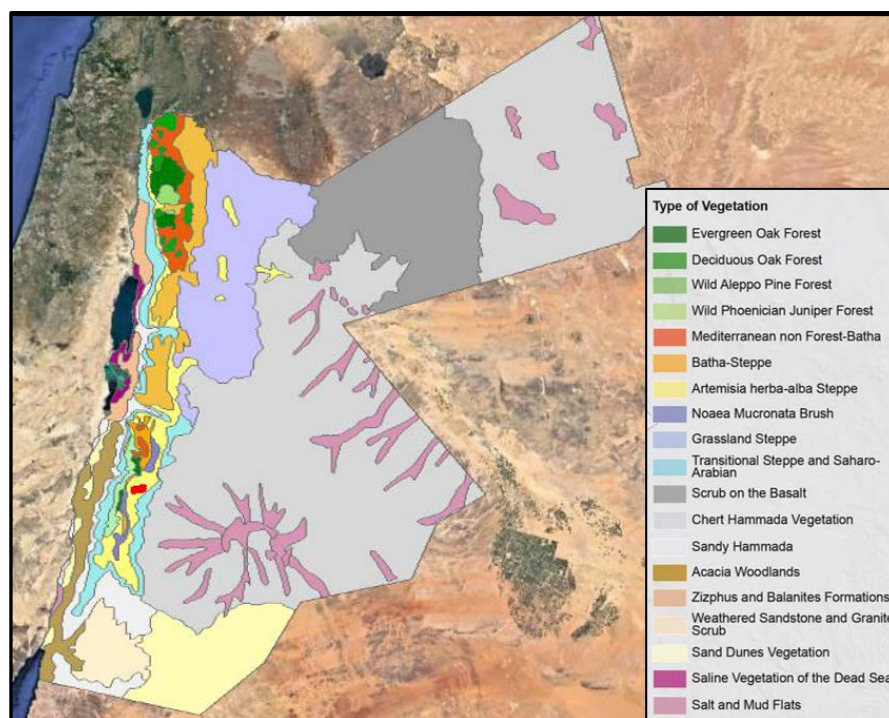 Type of Vegetation
Evergreen Oak Forest
Deciduous Oak Forest
Wild Aleppo Pine Forest
Wild Phoenician Juniper Forest
Mediterranean non Forest-Batha
Batha-Steppe
Artemisia herba-alba Steppe
Noaea Mucronata Brush
Grassland Steppe
Transitional Steppe and Saharo-
Arabian
Scrub on the Basalt
Chert Hammada Vegetation
Sandy Hammada
Acacia Woodlands
Zizphus and Balanites Formations
Weathered Sandstone and Granite
Scrub
Sand Dunes Vegetation
Saline Vegetation of the Dead Sea
Salt and Mud Flats